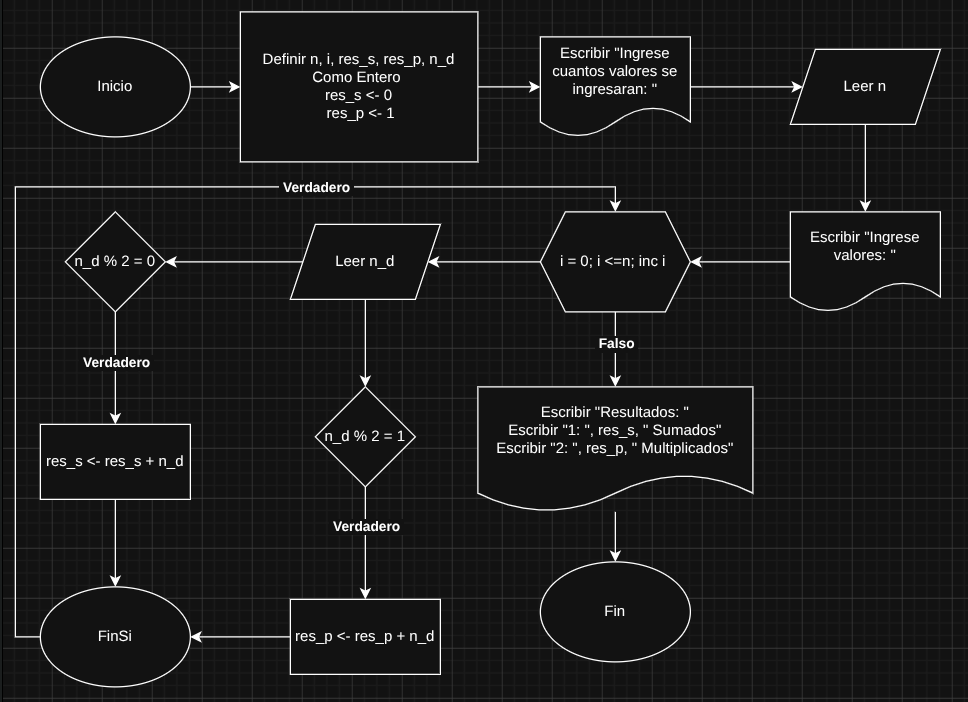 Inicio
Definir n, i, res_s, res_p, n_d
Como Entero
res_s <- 0
res_p <- 1
Escribir "Ingrese
cuantos valores se
ingresaran: "
Leer n
Escribir "Ingrese
valores: "
i = 0; i <=n; inc i
Verdadero
Leer n_d
n_d % 2 = 0
Verdadero
res_s <- res_s + n_d
n_d % 2 = 1
Verdadero
res_p <- res_p + n_d
FinSi
Falso
Escribir "Resultados: "
Escribir "1: ", res_s, " Sumados"
Escribir "2: ", res_p, " Multiplicados"
Fin